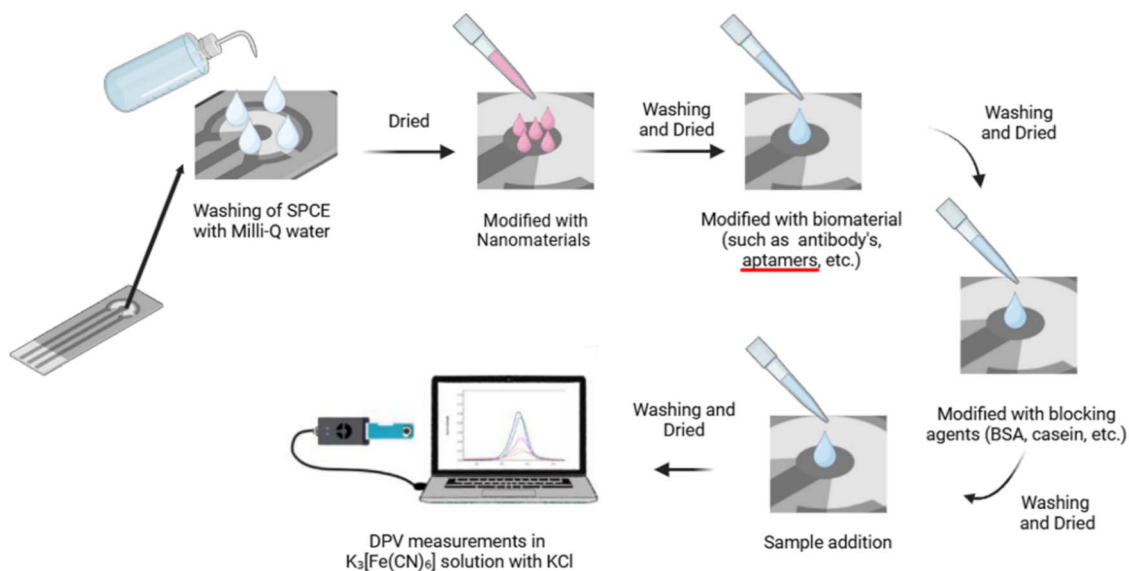 Washing of SPCE
with Milli-Q water
Dried
Modified with
Nanomaterials
Washing
and Dried
Modified with biomaterial
(such as antibody's,
aptamers, etc.)
Washing
and Dried
Modified with blocking
agents (BSA, casein, etc.)
Washing
and Dried
Sample addition
Washing and
Dried
DPV measurements in
K₃[Fe(CN)₆] solution with KCl